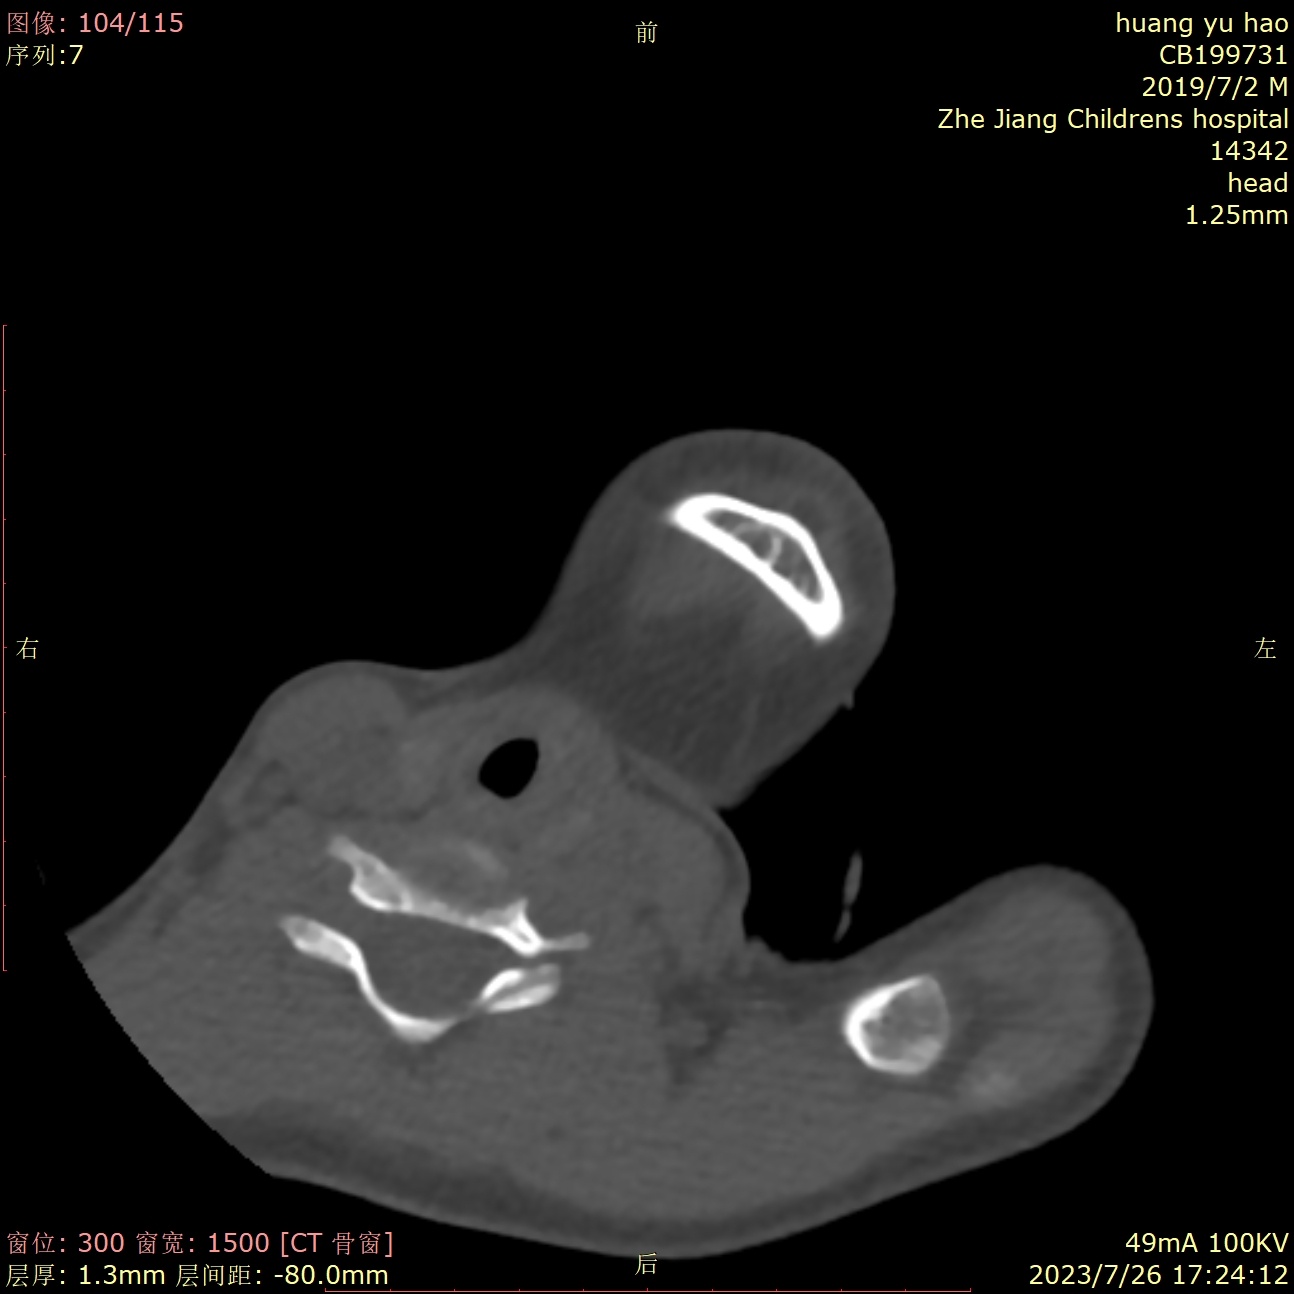 图像: 104/115
序列:7
前
huang yu hao
CB199731
2019/7/2 M
Zhe Jiang Childrens hospital
14342
head
1.25mm
右
左
窗位: 300 窗宽: 1500 [CT 骨窗]
层厚: 1.3mm 层间距: -80.0mm
后
49mA 100KV
2023/7/26 17:24:12